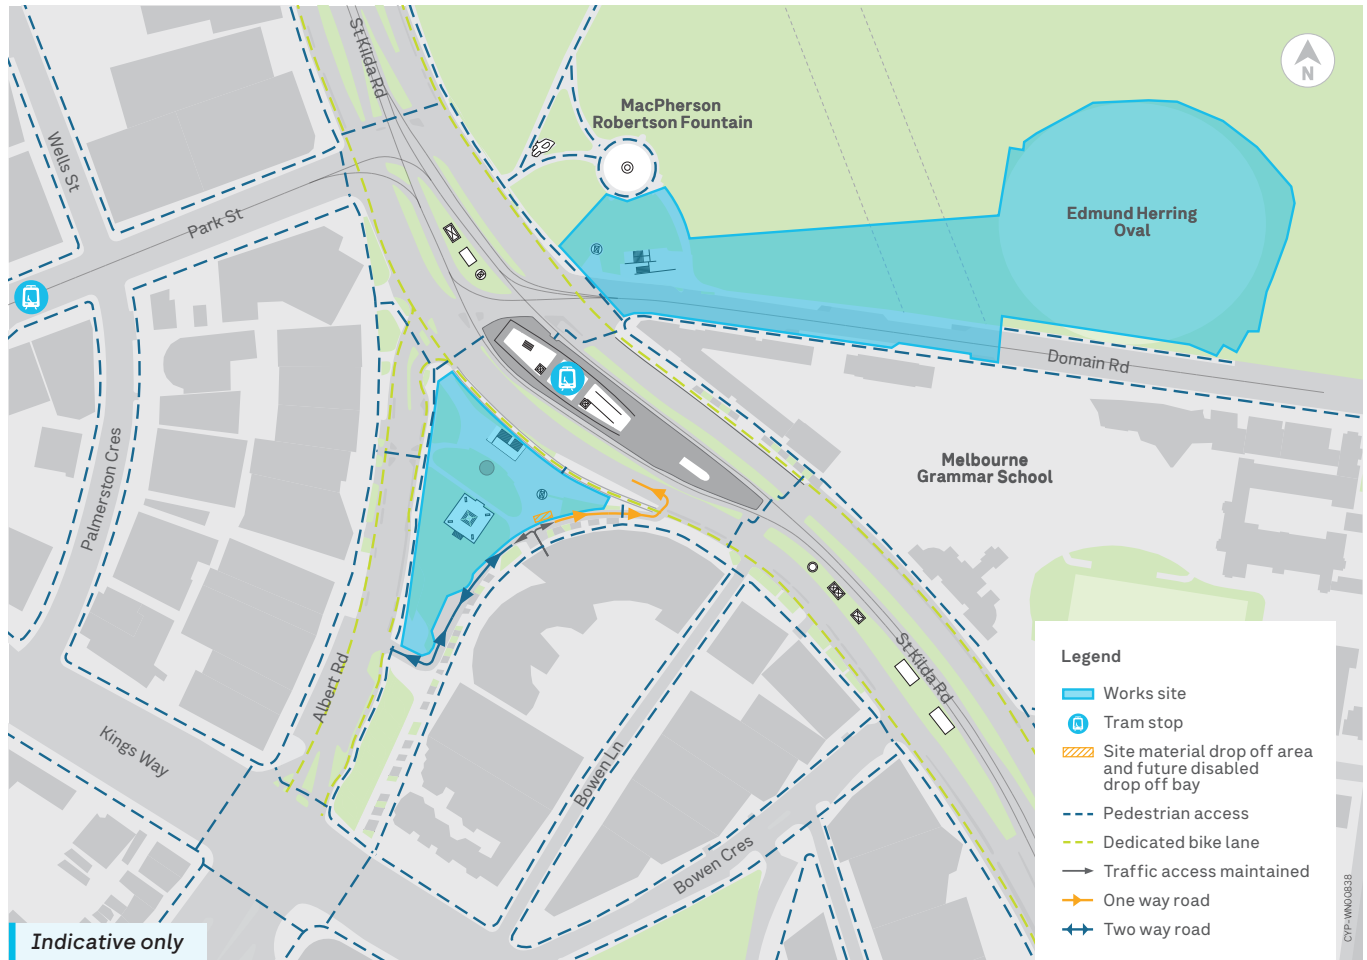 St Kilda Rd
MacPherson
Robertson Fountain
N
Wells St
Park St
Edmund Herring
Oval
Domain Rd
Palmerston Cres
Melbourne
Grammar School
Albert Rd
St Kilda Rd
Kings Way
Bowen Ln
Bowen Cres
Legend
Works site
Tram stop
Site material drop off area
and future disabled
drop off bay
Pedestrian access
Dedicated bike lane
Traffic access maintained
One way road
Two way road
CYP-WN00838
Indicative only